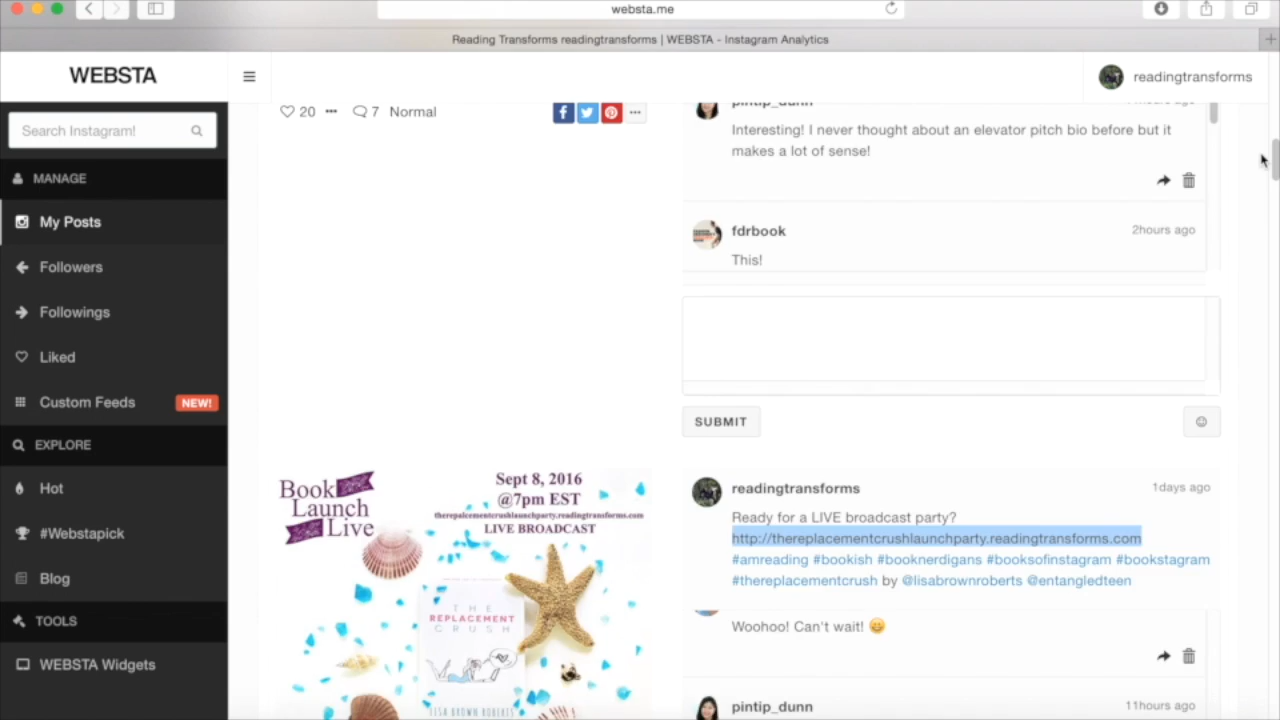 websta.me
Reading Transforms readingtransforms | WEBSTA - Instagram Analytics
WEBSTA
readingtransforms
Search Instagram!
MANAGE
My Posts
Followers
Followings
Liked
Custom Feeds NEW!
EXPLORE
Hot
#Webstapick
Blog
TOOLS
WEBSTA Widgets
20 7 Normal
pintip_dunn
Interesting! I never thought about an elevator pitch bio before but it
makes a lot of sense!
fdrbook 2hours ago
This!
SUBMIT
Book
Launch
Live
Sept 8, 2016
@7pm EST
therepalcementcrushlaunchparty.readingtransforms.com
LIVE BROADCAST
THE
REPLACEMENT
CRUSH
LISA BROWN ROBERTS
readingtransforms 1days ago
Ready for a LIVE broadcast party?
http://thereplacementcrushlaunchparty.readingtransforms.com
#amreading #bookish #booknerdigans #booksofinstagram #bookstagram
#thereplacementcrush by @lisabrownroberts @entangledteen
Woohoo! Can't wait! 😄
pintip_dunn 11hours ago